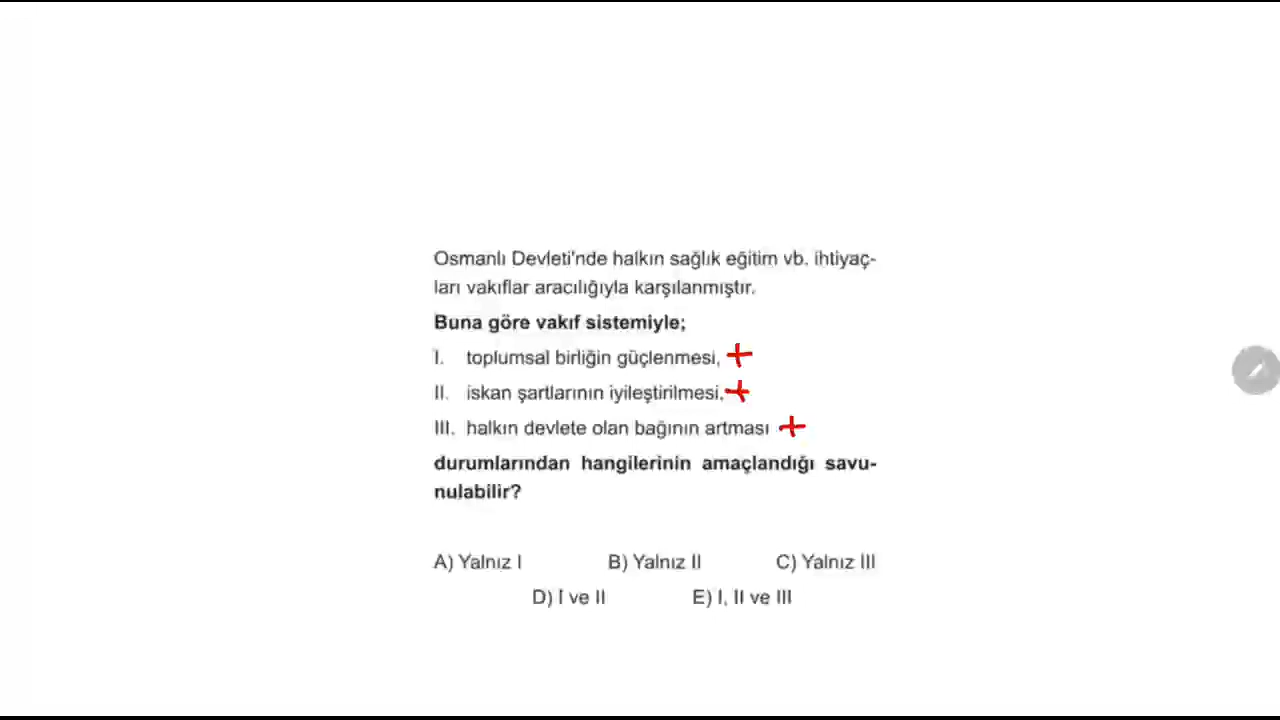 Osmanlı Devleti'nde halkın sağlık eğitim vb. ihtiyaç-
ları vakıflar aracılığıyla karşılanmıştır.
Buna göre vakıf sistemiyle;
I. toplumsal birliğin güçlenmesi,
II. iskan şartlarının iyileştirilmesi,
III. halkın devlete olan bağının artması
durumlarından hangilerinin amaçlandığı savu-
nulabilir?
A) Yalnız I B) Yalnız II C) Yalnız III
D) I ve II E) I, II ve III